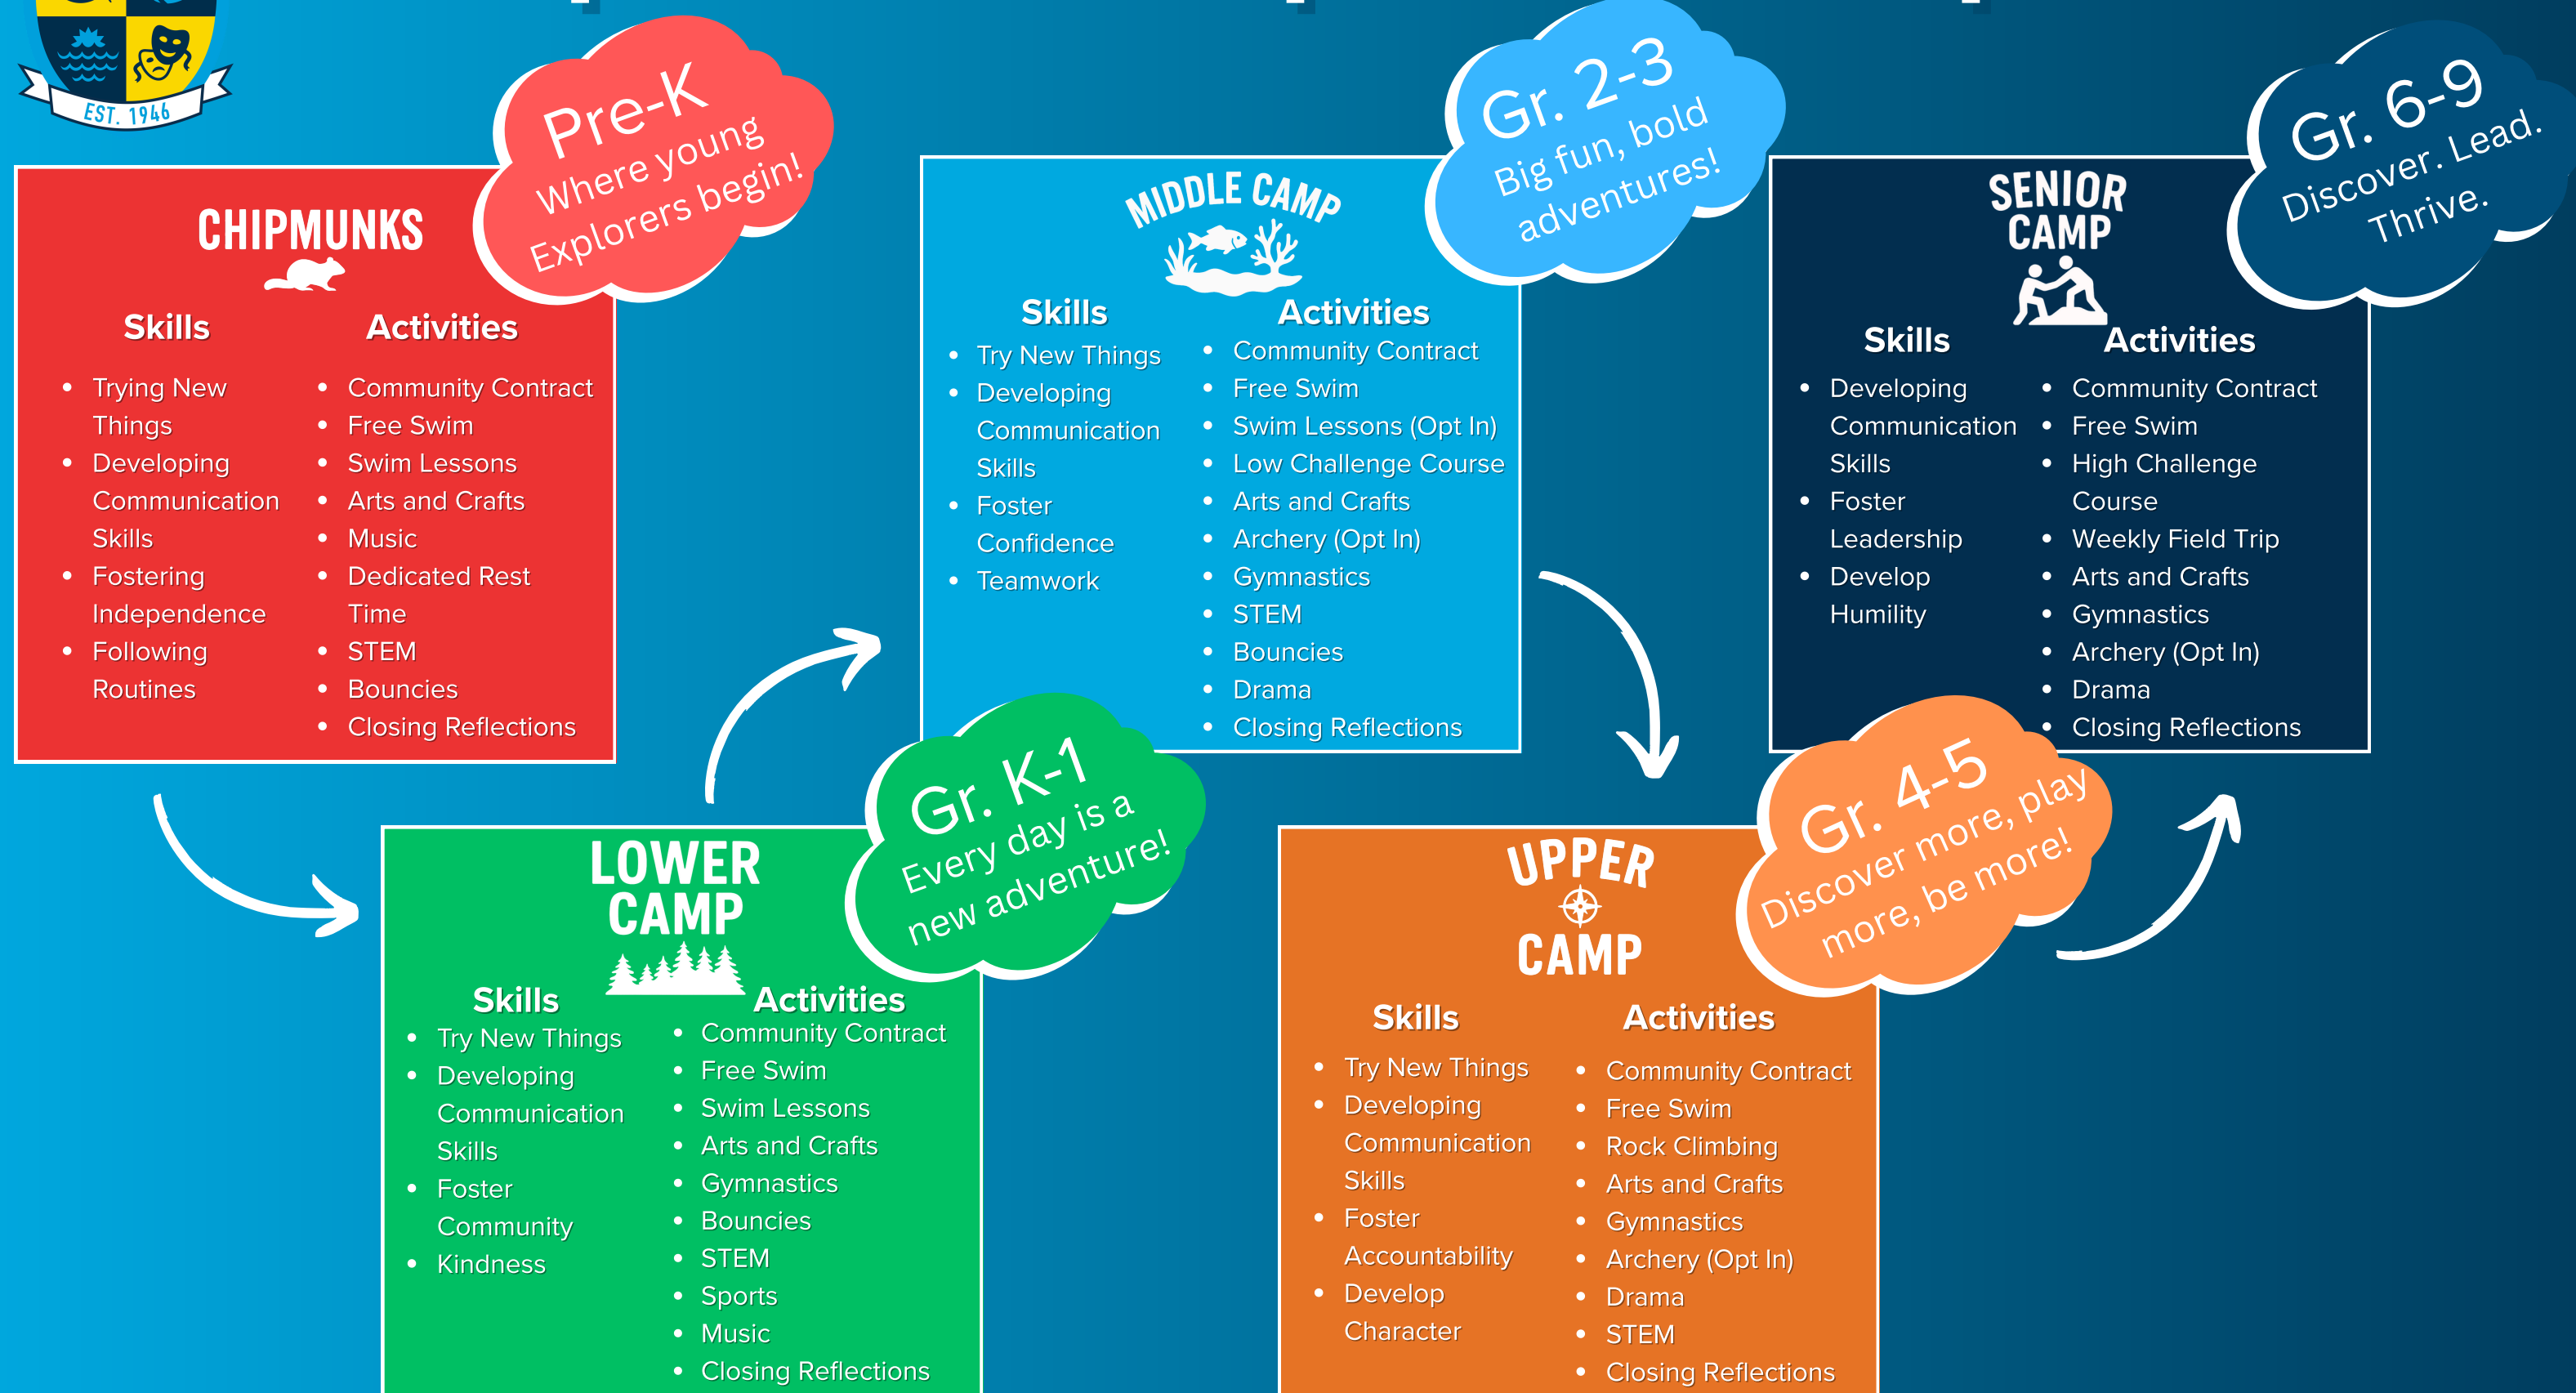 EST. 1946
Pre-K
Where young
Explorers begin!
CHIPMUNKS
Skills
Trying New
Things
Developing
Communication
Skills
Fostering
Independence
Following
Routines
Activities
Community Contract
Free Swim
Swim Lessons
Arts and Crafts
Music
Dedicated Rest
Time
STEM
Bouncies
Closing Reflections
Gr. K-1
Every day is a
new adventure!
LOWER
CAMP
Skills
Try New Things
Developing
Communication
Skills
Foster
Community
Kindness
Activities
Community Contract
Free Swim
Swim Lessons
Arts and Crafts
Gymnastics
Bouncies
STEM
Sports
Music
Closing Reflections
Gr. 2-3
Big fun, bold
adventures!
MIDDLE CAMP
Skills
Try New Things
Developing
Communication
Skills
Foster
Confidence
Teamwork
Activities
Community Contract
Free Swim
Swim Lessons (Opt In)
Low Challenge Course
Arts and Crafts
Archery (Opt In)
Gymnastics
STEM
Bouncies
Drama
Closing Reflections
Gr. 4-5
Discover more, play
more, be more!
UPPER
CAMP
Skills
Try New Things
Developing
Communication
Skills
Foster
Accountability
Develop
Character
Activities
Community Contract
Free Swim
Rock Climbing
Arts and Crafts
Gymnastics
Archery (Opt In)
Drama
STEM
Closing Reflections
Gr. 6-9
Discover. Lead.
Thrive.
SENIOR
CAMP
Skills
Developing
Communication
Skills
Foster
Leadership
Develop
Humility
Activities
Community Contract
Free Swim
High Challenge
Course
Weekly Field Trip
Arts and Crafts
Gymnastics
Archery (Opt In)
Drama
Closing Reflections